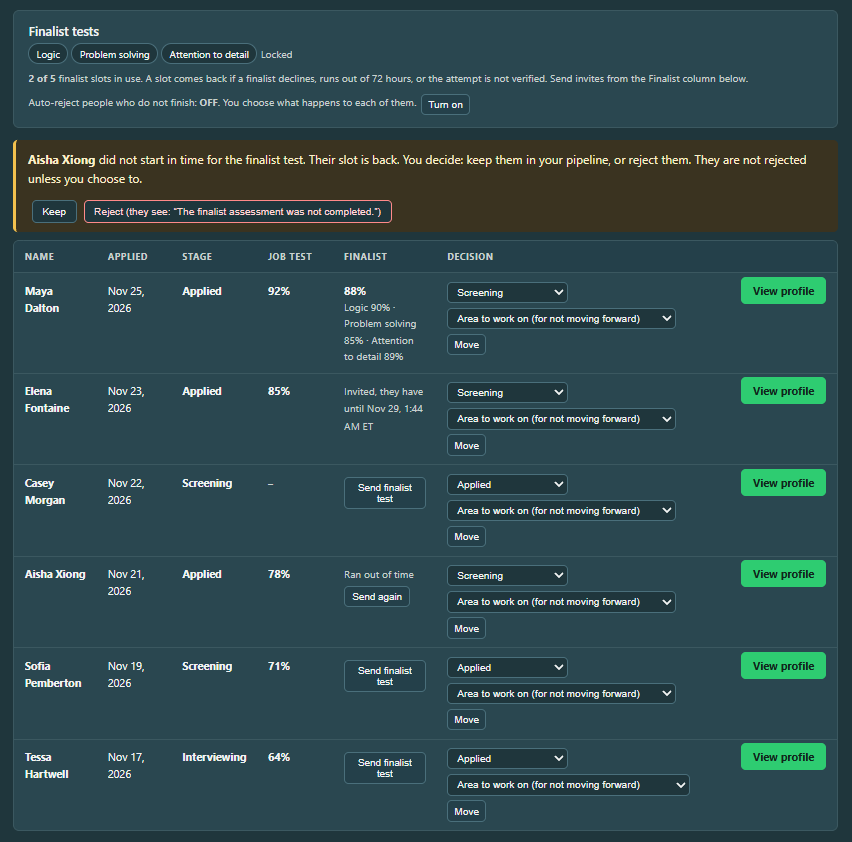 Finalist tests
Logic Problem solving Attention to detail Locked
2 of 5 finalist slots in use. A slot comes back if a finalist declines, runs out of 72 hours, or the attempt is not verified. Send invites from the Finalist column below.
Auto-reject people who do not finish: OFF. You choose what happens to each of them. Turn on
Aisha Xiong did not start in time for the finalist test. Their slot is back. You decide: keep them in your pipeline, or reject them. They are not rejected
unless you choose to.
Keep Reject (they see: "The finalist assessment was not completed.")
NAME APPLIED STAGE JOB TEST FINALIST DECISION
Maya Dalton
Nov 25, 2026
Applied
92%
88%
Logic 90% ·
Problem solving
85% · Attention
to detail 89%
Screening
Area to work on (for not moving forward)
Move
View profile
Elena Fontaine
Nov 23, 2026
Applied
85%
Invited, they have
until Nov 29, 1:44
AM ET
Screening
Area to work on (for not moving forward)
Move
View profile
Casey Morgan
Nov 22, 2026
Screening
–
Send finalist
test
Applied
Area to work on (for not moving forward)
Move
View profile
Aisha Xiong
Nov 21, 2026
Applied
78%
Ran out of time
Send again
Screening
Area to work on (for not moving forward)
Move
View profile
Sofia Pemberton
Nov 19, 2026
Screening
71%
Send finalist
test
Applied
Area to work on (for not moving forward)
Move
View profile
Tessa Hartwell
Nov 17, 2026
Interviewing
64%
Send finalist
test
Applied
Area to work on (for not moving forward)
Move
View profile